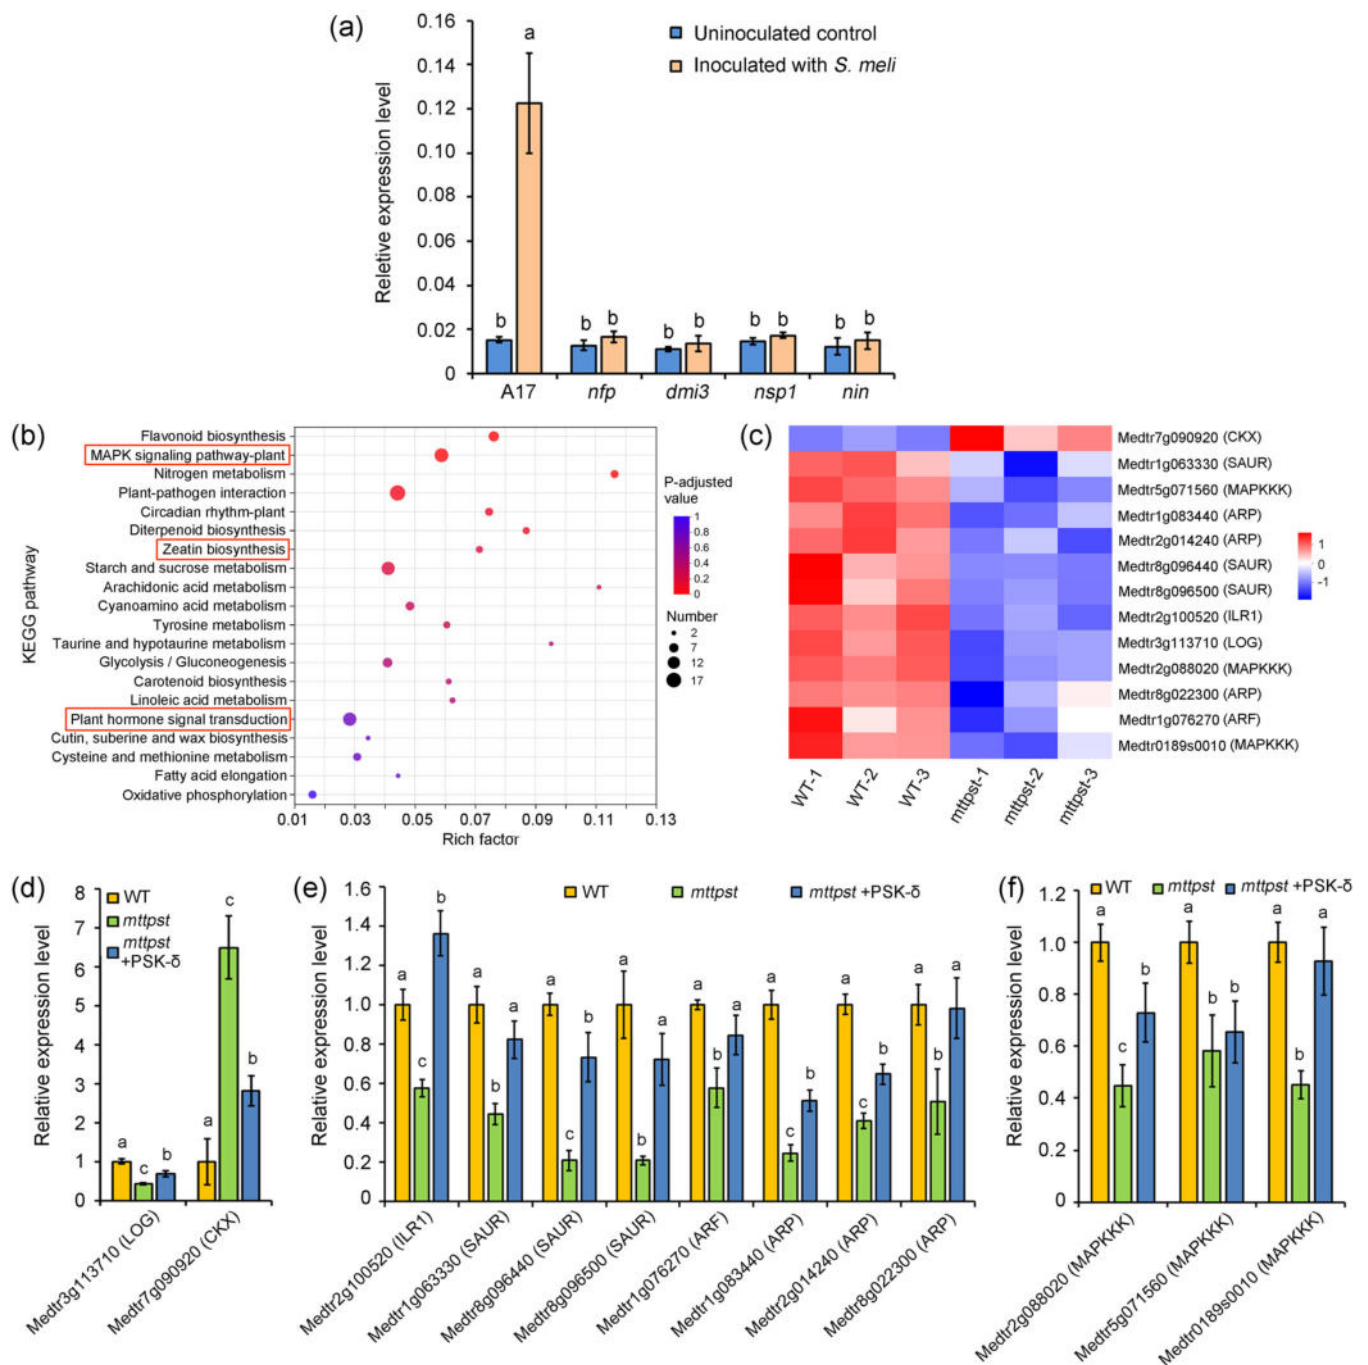 (a)
0.16
0.14
0.12
0.10
0.08
0.06
0.04
0.02
0
Reletive expression level
Uninoculated control
Inoculated with S. meli
a
b b b b b b b b b
A17 nfp dmi3 nsp1 nin
(b)
KEGG pathway
Flavonoid biosynthesis
MAPK signaling pathway-plant
Nitrogen metabolism
Plant-pathogen interaction
Circadian rhythm-plant
Diterpenoid biosynthesis
Zeatin biosynthesis
Starch and sucrose metabolism
Arachidonic acid metabolism
Cyanoamino acid metabolism
Tyrosine metabolism
Taurine and hypotaurine metabolism
Glycolysis / Gluconeogenesis
Carotenoid biosynthesis
Linoleic acid metabolism
Plant hormone signal transduction
Cutin, suberine and wax biosynthesis
Cysteine and methionine metabolism
Fatty acid elongation
Oxidative phosphorylation
0.01 0.03 0.05 0.07 0.09 0.11 0.13
Rich factor
P-adjusted
value
1
0.8
0.6
0.4
0.2
0
Number
2
7
12
17
(c)
Medtr7g090920 (CKX)
Medtr1g063330 (SAUR)
Medtr5g071560 (MAPKKK)
Medtr1g083440 (ARP)
Medtr2g014240 (ARP)
Medtr8g096440 (SAUR)
Medtr8g096500 (SAUR)
Medtr2g100520 (ILR1)
Medtr3g113710 (LOG)
Medtr2g088020 (MAPKKK)
Medtr8g022300 (ARP)
Medtr1g076270 (ARF)
Medtr0189s0010 (MAPKKK)
1
0
-1
WT-1 WT-2 WT-3 mttpst-1 mttpst-2 mttpst-3
(d)
8
7
6
5
4
3
2
1
0
Relative expression level
WT
mttpst
mttpst
+PSK-δ
a c b a c b
Medtr3g113710 (LOG)
Medtr7g090920 (CKX)
(e)
1.6
1.4
1.2
1.0
0.8
0.6
0.4
0.2
0
Relative expression level
WT mttpst mttpst +PSK-δ
a c b a b a a c b a b a a b a a c b a c b a b a
Medtr2g100520 (ILR1)
Medtr1g063330 (SAUR)
Medtr8g096440 (SAUR)
Medtr8g096500 (SAUR)
Medtr1g076270 (ARF)
Medtr1g083440 (ARP)
Medtr2g014240 (ARP)
Medtr8g022300 (ARP)
(f)
1.2
1.0
0.8
0.6
0.4
0.2
0
Relative expression level
WT mttpst mttpst +PSK-δ
a c b a b b a b a
Medtr2g088020 (MAPKKK)
Medtr5g071560 (MAPKKK)
Medtr0189s0010 (MAPKKK)